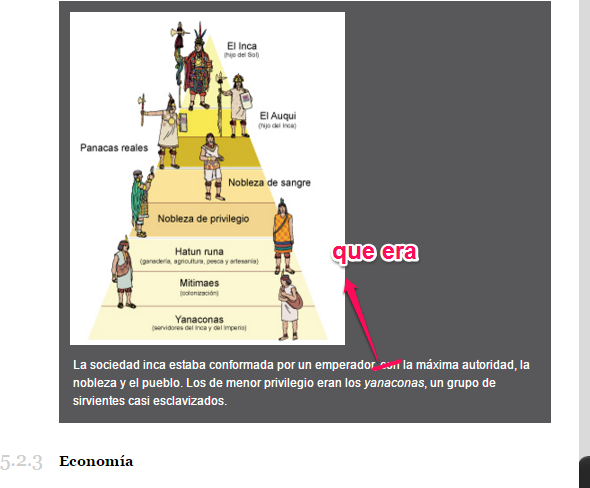 El Inca
(hijo del Sol)
El Auqui
(hijo del Inca)
Panacas reales
Nobleza de sangre
Nobleza de privilegio
Hatun runa
(ganadería, agricultura, pesca y artesanía)
Mitimaes
(colonización)
Yanaconas
(servidores del Inca y del Imperio)
que era
La sociedad inca estaba conformada por un emperador, con la máxima autoridad, la
nobleza y el pueblo. Los de menor privilegio eran los yanaconas, un grupo de
sirvientes casi esclavizados.
5.2.3 Economía